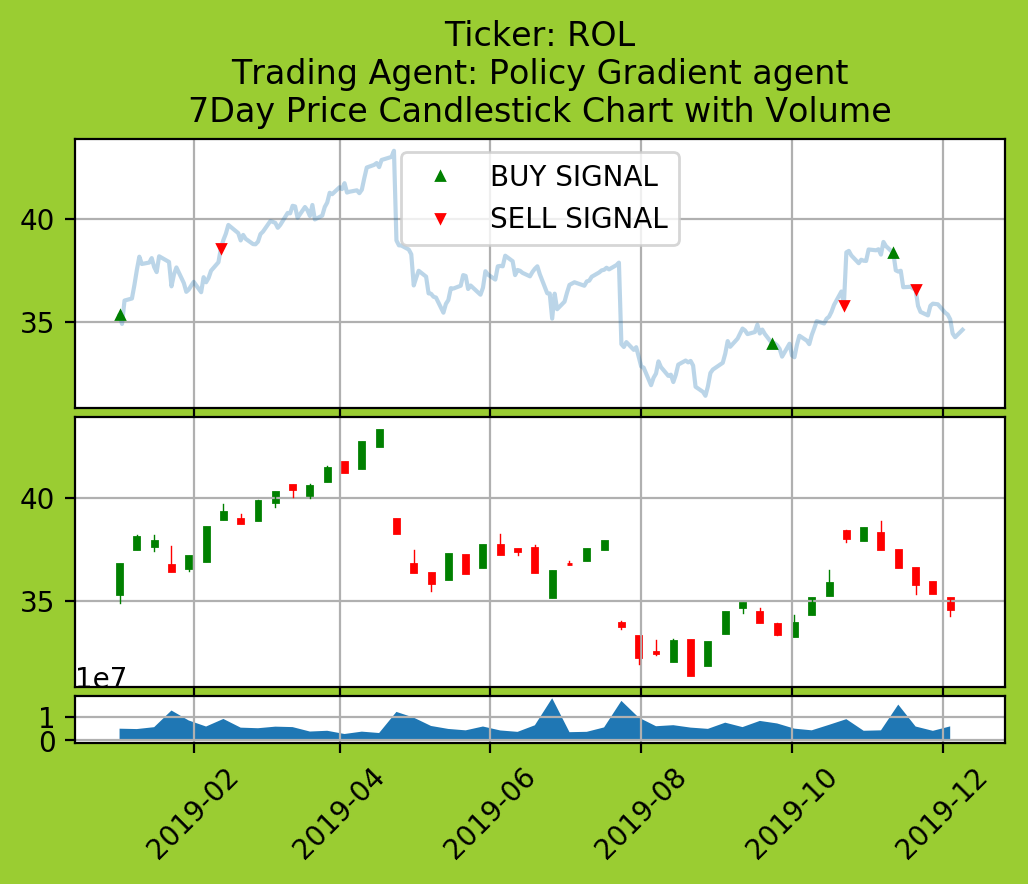 Ticker: ROL
Trading Agent: Policy Gradient agent
7Day Price Candlestick Chart with Volume
BUY SIGNAL
SELL SIGNAL
40
35
40
35
1e7
1
0
2019-02
2019-04
2019-06
2019-08
2019-10
2019-12